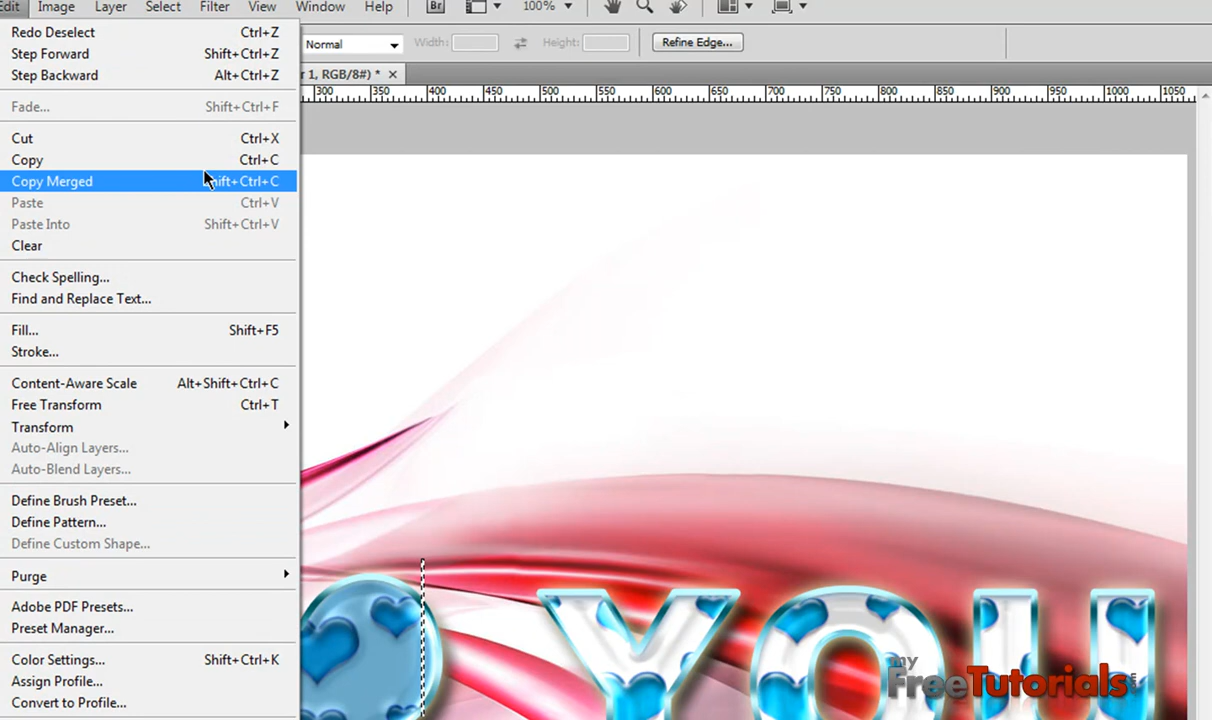 Edit Image Layer Select Filter View Window Help Br 100%
Normal Width: Height: Refine Edge...
r 1, RGB/8#) *
300 350 400 450 500 550 600 650 700 750 800 850 900 950 1000 1050
Redo Deselect Ctrl+Z
Step Forward Shift+Ctrl+Z
Step Backward Alt+Ctrl+Z
Fade... Shift+Ctrl+F
Cut Ctrl+X
Copy Ctrl+C
Copy Merged Shift+Ctrl+C
Paste Ctrl+V
Paste Into Shift+Ctrl+V
Clear
Check Spelling...
Find and Replace Text...
Fill... Shift+F5
Stroke...
Content-Aware Scale Alt+Shift+Ctrl+C
Free Transform Ctrl+T
Transform
Auto-Align Layers...
Auto-Blend Layers...
Define Brush Preset...
Define Pattern...
Define Custom Shape...
Purge
Adobe PDF Presets...
Preset Manager...
Color Settings... Shift+Ctrl+K
Assign Profile...
Convert to Profile...
O YOU
my
FreeTutorials